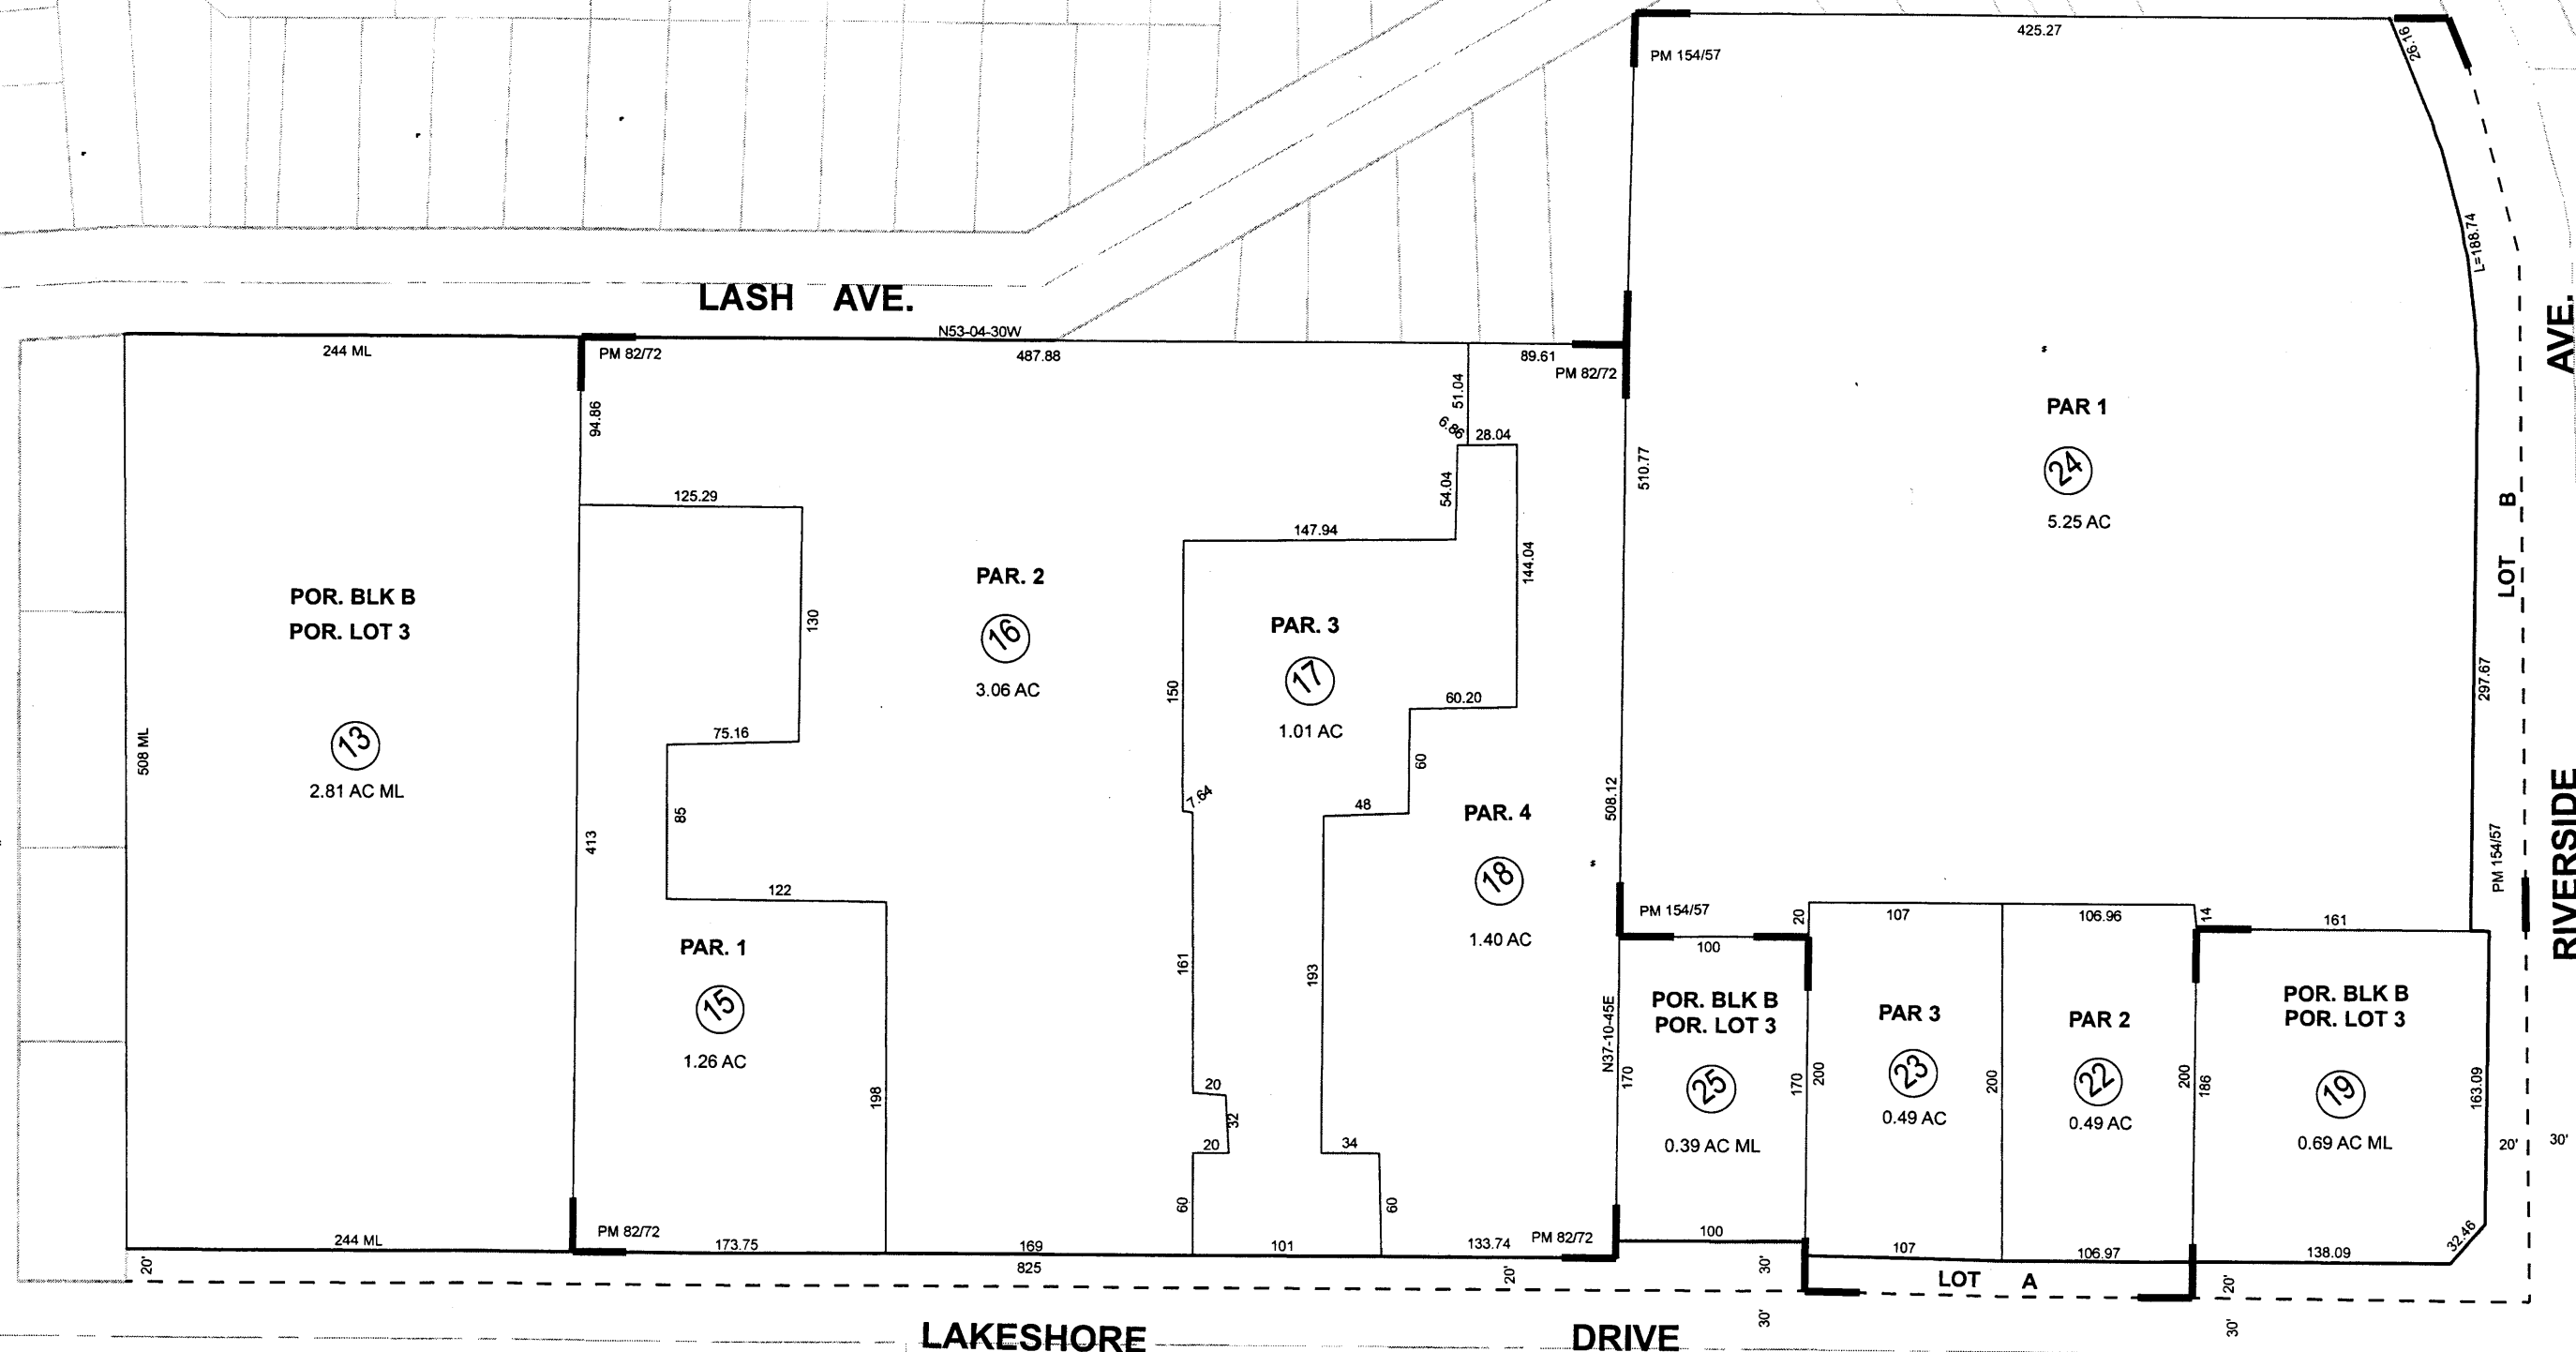 425.27
26.16
PM 154/57
L=188.74
LASH AVE.
N53-04-30W
244 ML
PM 82/72
487.88
89.61
PM 82/72
AVE.
94.86
51.04
6.86
28.04
510.77
PAR 1
24
5.25 AC
LOT B
125.29
54.04
147.94
144.04
POR. BLK B
POR. LOT 3
130
PAR. 2
16
3.06 AC
PAR. 3
17
1.01 AC
150
60.20
297.67
508 ML
13
2.81 AC ML
75.16
85
413
7.64
48
60
PAR. 4
18
1.40 AC
508.12
PM 154/57
RIVERSIDE
122
PAR. 1
15
1.26 AC
198
161
193
PM 154/57
100
20
107
106.96
14
161
N37-10-45E
170
POR. BLK B
POR. LOT 3
25
0.39 AC ML
170
200
PAR 3
23
0.49 AC
200
PAR 2
22
0.49 AC
200
186
POR. BLK B
POR. LOT 3
19
0.69 AC ML
163.09
20'
30'
20
32
20
34
60
60
244 ML
PM 82/72
173.75
169
101
133.74
PM 82/72
100
107
106.97
138.09
32.46
20'
825
20'
30'
LOT A
20'
LAKESHORE DRIVE
30'
30'